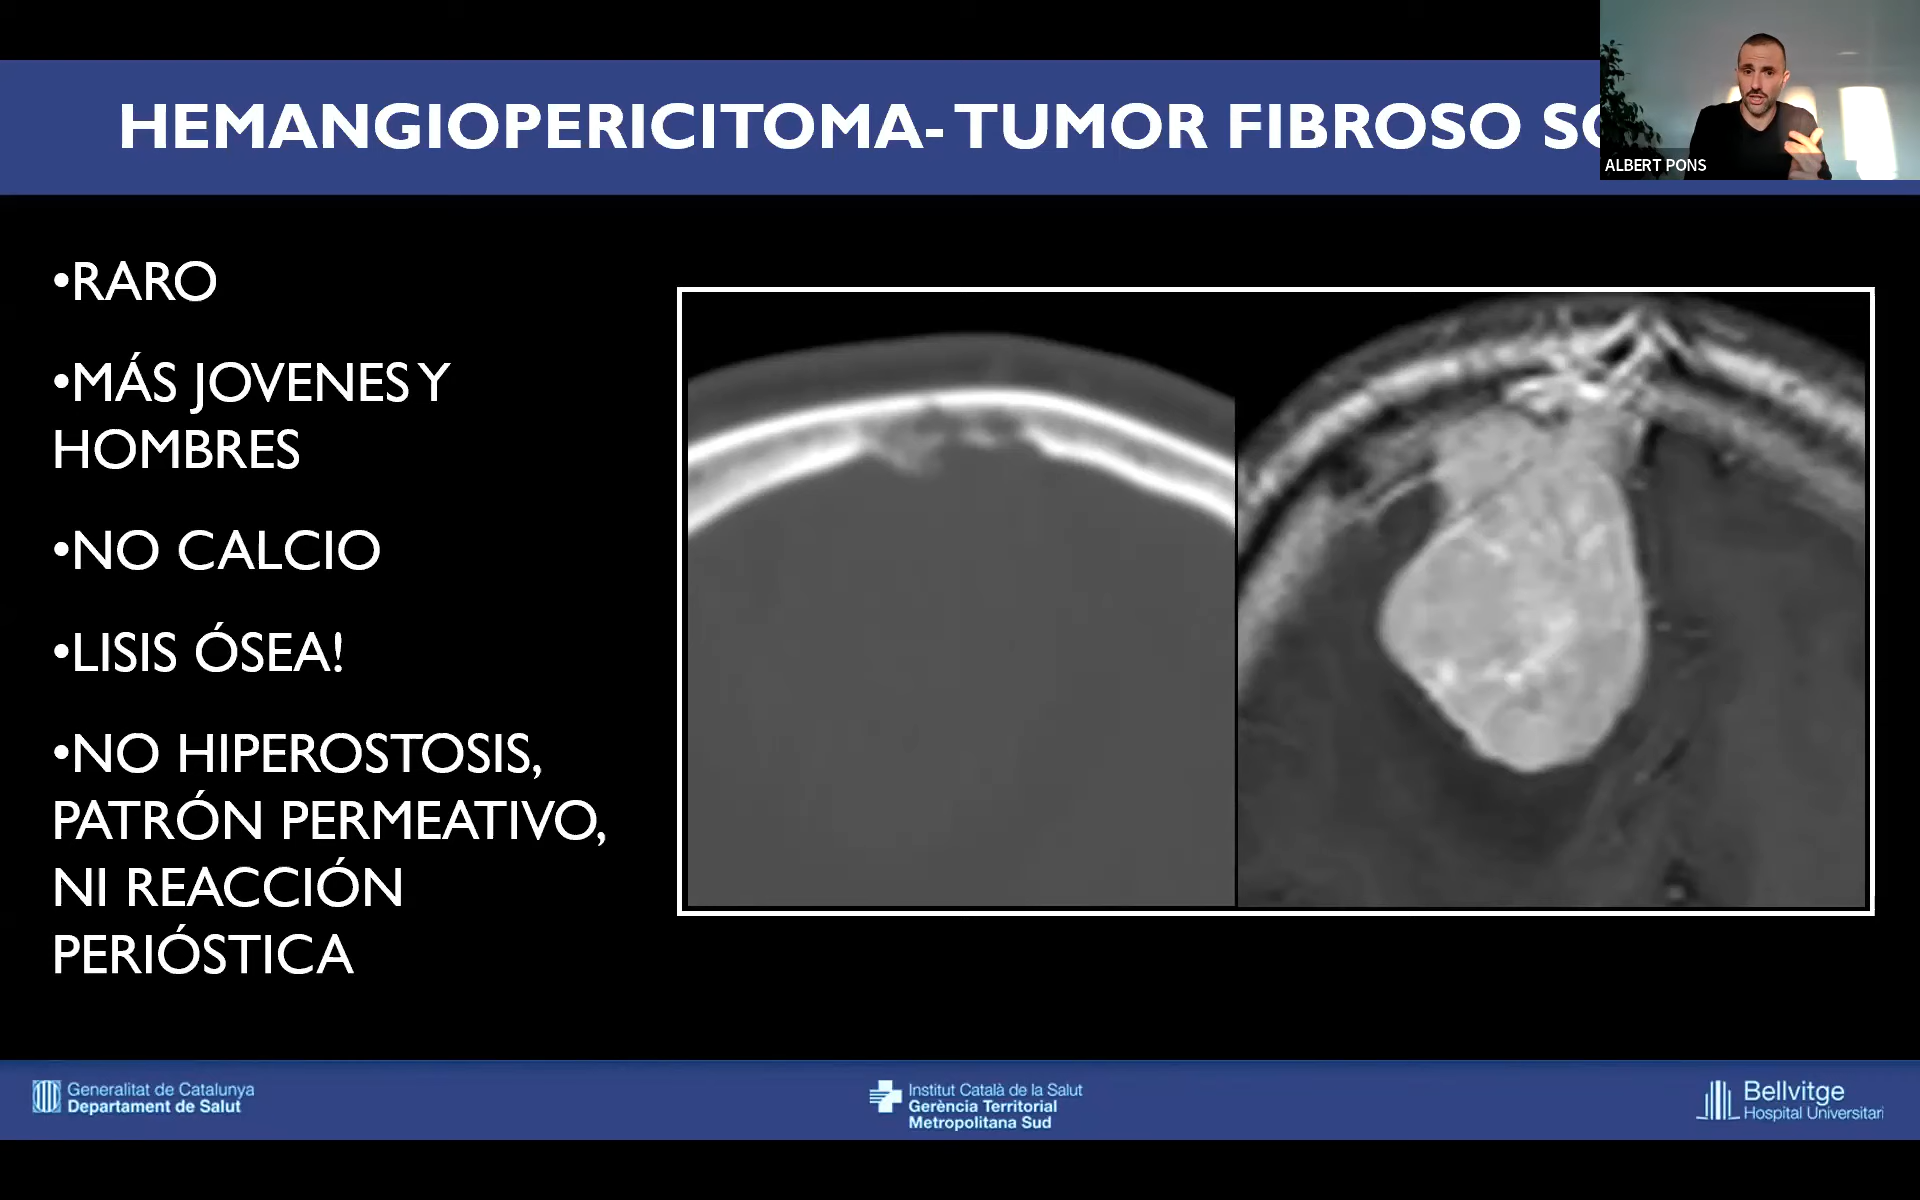 HEMANGIOPERICITOMA- TUMOR FIBROSO
ALBERT PONS
•RARO
•MÁS JOVENES Y
HOMBRES
•NO CALCIO
•LISIS ÓSEA!
•NO HIPEROSTOSIS,
PATRÓN PERMEATIVO,
NI REACCIÓN
PERIÓSTICA
Generalitat de Catalunya
Departament de Salut
Institut Català de la Salut
Gerència Territorial
Metropolitana Sud
Bellvitge
Hospital Universitari